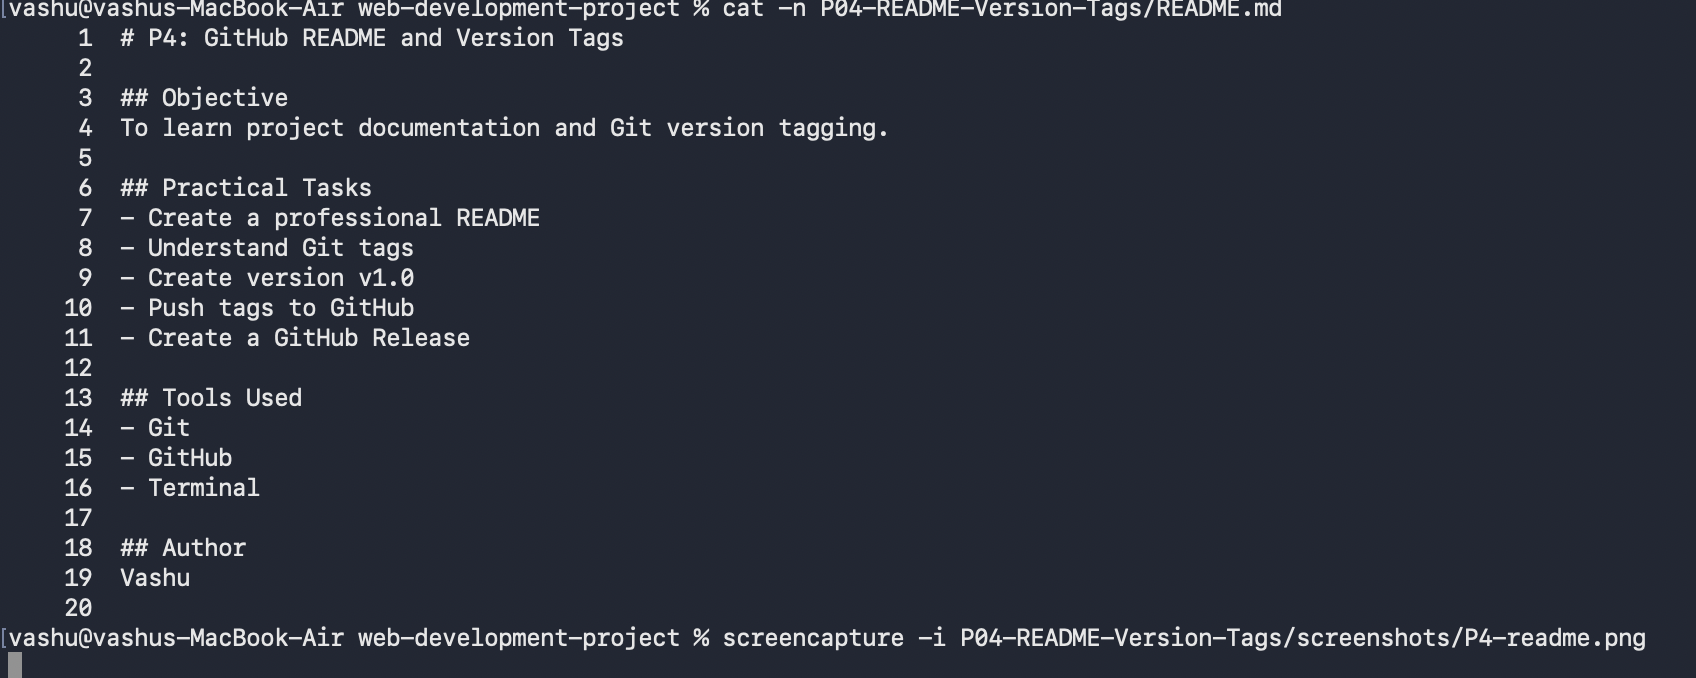 [vashu@vashus-MacBook-Air web-development-project % cat -n P04-README-Version-Tags/README.md
1 # P4: GitHub README and Version Tags
2
3 ## Objective
4 To learn project documentation and Git version tagging.
5
6 ## Practical Tasks
7 - Create a professional README
8 - Understand Git tags
9 - Create version v1.0
10 - Push tags to GitHub
11 - Create a GitHub Release
12
13 ## Tools Used
14 - Git
15 - GitHub
16 - Terminal
17
18 ## Author
19 Vashu
20
[vashu@vashus-MacBook-Air web-development-project % screencapture -i P04-README-Version-Tags/screenshots/P4-readme.png